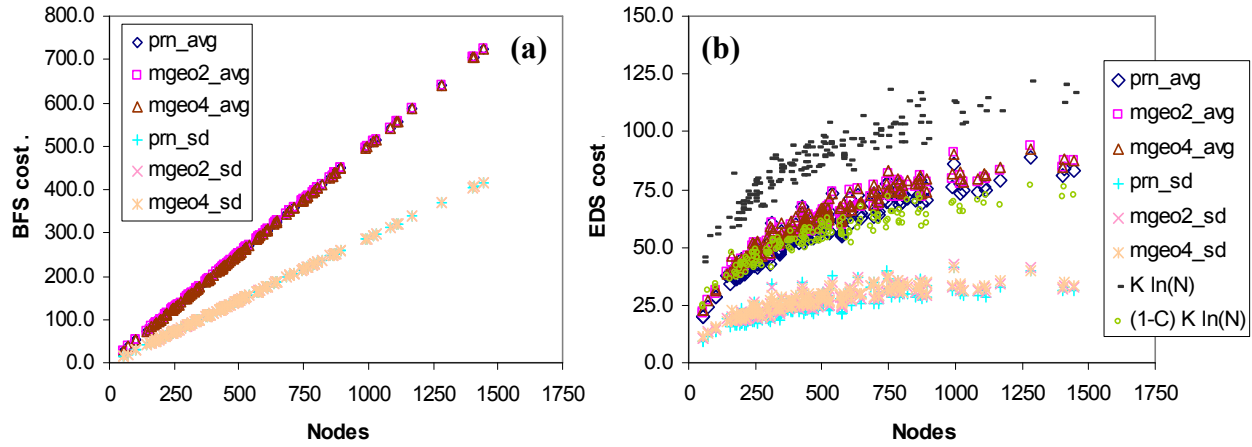 800.0
700.0
600.0
500.0
400.0
300.0
200.0
100.0
0.0
BFS cost .
prn_avg
mgeo2_avg
mgeo4_avg
prn_sd
mgeo2_sd
mgeo4_sd
(a)
0 250 500 750 1000 1250 1500 1750
Nodes
150.0
125.0
100.0
75.0
50.0
25.0
0.0
EDS cost .
(b)
prn_avg
mgeo2_avg
mgeo4_avg
prn_sd
mgeo2_sd
mgeo4_sd
K ln(N)
(1-C) K ln(N)
0 250 500 750 1000 1250 1500 1750
Nodes